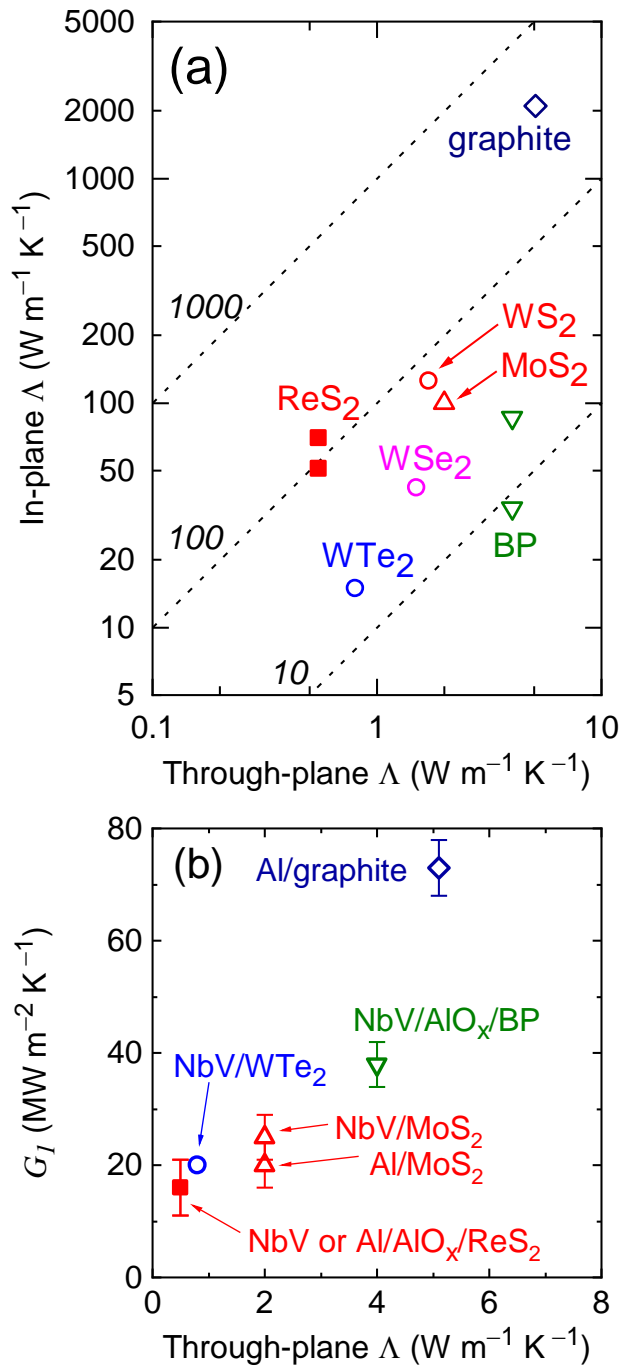 (a)
5000
2000
1000
500
200
100
50
20
10
5
In-plane Λ (W m⁻¹ K⁻¹)
graphite
1000
WS₂
MoS₂
ReS₂
WSe₂
100
BP
WTe₂
10
0.1 1 10
Through-plane Λ (W m⁻¹ K⁻¹)
(b)
80
60
40
20
0
G₁ (MW m⁻² K⁻¹)
Al/graphite
NbV/AlOₓ/BP
NbV/WTe₂
NbV/MoS₂
Al/MoS₂
NbV or Al/AlOₓ/ReS₂
0 2 4 6 8
Through-plane Λ (W m⁻¹ K⁻¹)